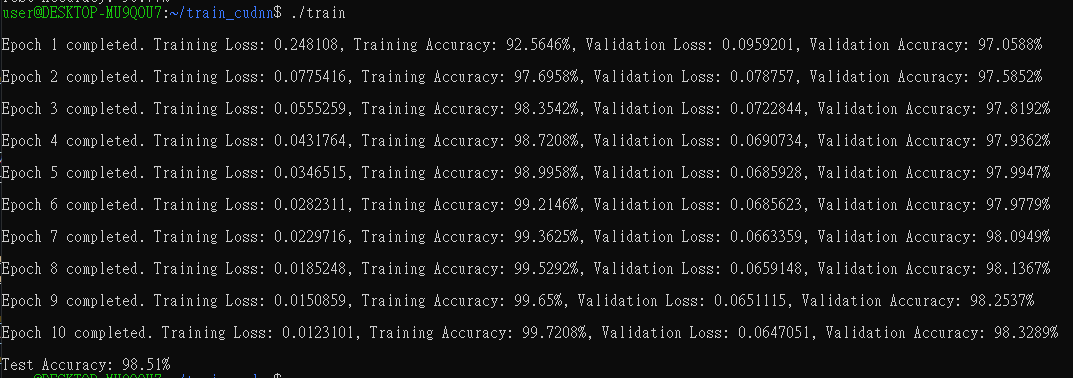 user@DESKTOP-MU9QOU7:~/train_cudnn$ ./train
Epoch 1 completed. Training Loss: 0.248108, Training Accuracy: 92.5646%, Validation Loss: 0.0959201, Validation Accuracy: 97.0588%
Epoch 2 completed. Training Loss: 0.0775416, Training Accuracy: 97.6958%, Validation Loss: 0.078757, Validation Accuracy: 97.5852%
Epoch 3 completed. Training Loss: 0.0555259, Training Accuracy: 98.3542%, Validation Loss: 0.0722844, Validation Accuracy: 97.8192%
Epoch 4 completed. Training Loss: 0.0431764, Training Accuracy: 98.7208%, Validation Loss: 0.0690734, Validation Accuracy: 97.9362%
Epoch 5 completed. Training Loss: 0.0346515, Training Accuracy: 98.9958%, Validation Loss: 0.0685928, Validation Accuracy: 97.9947%
Epoch 6 completed. Training Loss: 0.0282311, Training Accuracy: 99.2146%, Validation Loss: 0.0685623, Validation Accuracy: 97.9779%
Epoch 7 completed. Training Loss: 0.0229716, Training Accuracy: 99.3625%, Validation Loss: 0.0663359, Validation Accuracy: 98.0949%
Epoch 8 completed. Training Loss: 0.0185248, Training Accuracy: 99.5292%, Validation Loss: 0.0659148, Validation Accuracy: 98.1367%
Epoch 9 completed. Training Loss: 0.0150859, Training Accuracy: 99.65%, Validation Loss: 0.0651115, Validation Accuracy: 98.2537%
Epoch 10 completed. Training Loss: 0.0123101, Training Accuracy: 99.7208%, Validation Loss: 0.0647051, Validation Accuracy: 98.3289%
Test Accuracy: 98.51%